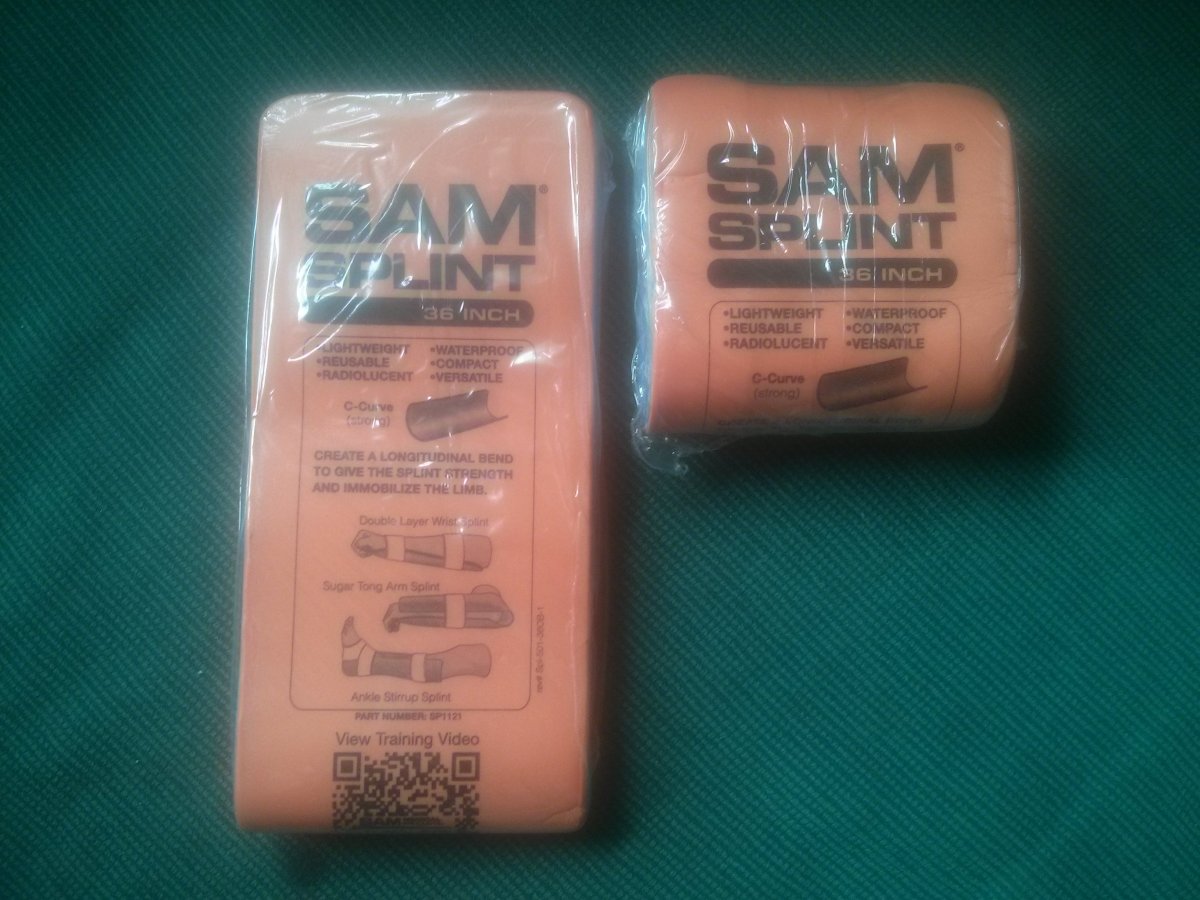 SAM®
SPLINT
36 INCH
•LIGHTWEIGHT •WATERPROOF
•REUSABLE •COMPACT
•RADIOLUCENT •VERSATILE
C-Curve
(strong)
CREATE A LONGITUDINAL BEND
TO GIVE THE SPLINT STRENGTH
AND IMMOBILIZE THE LIMB.
Double Layer Wrist Splint
Sugar Tong Arm Splint
Ankle Stirrup Splint
PART NUMBER: SP1121
View Training Video
SAM
SAM®
SPLINT
36 INCH
•LIGHTWEIGHT •WATERPROOF
•REUSABLE •COMPACT
•RADIOLUCENT •VERSATILE
C-Curve
(strong)